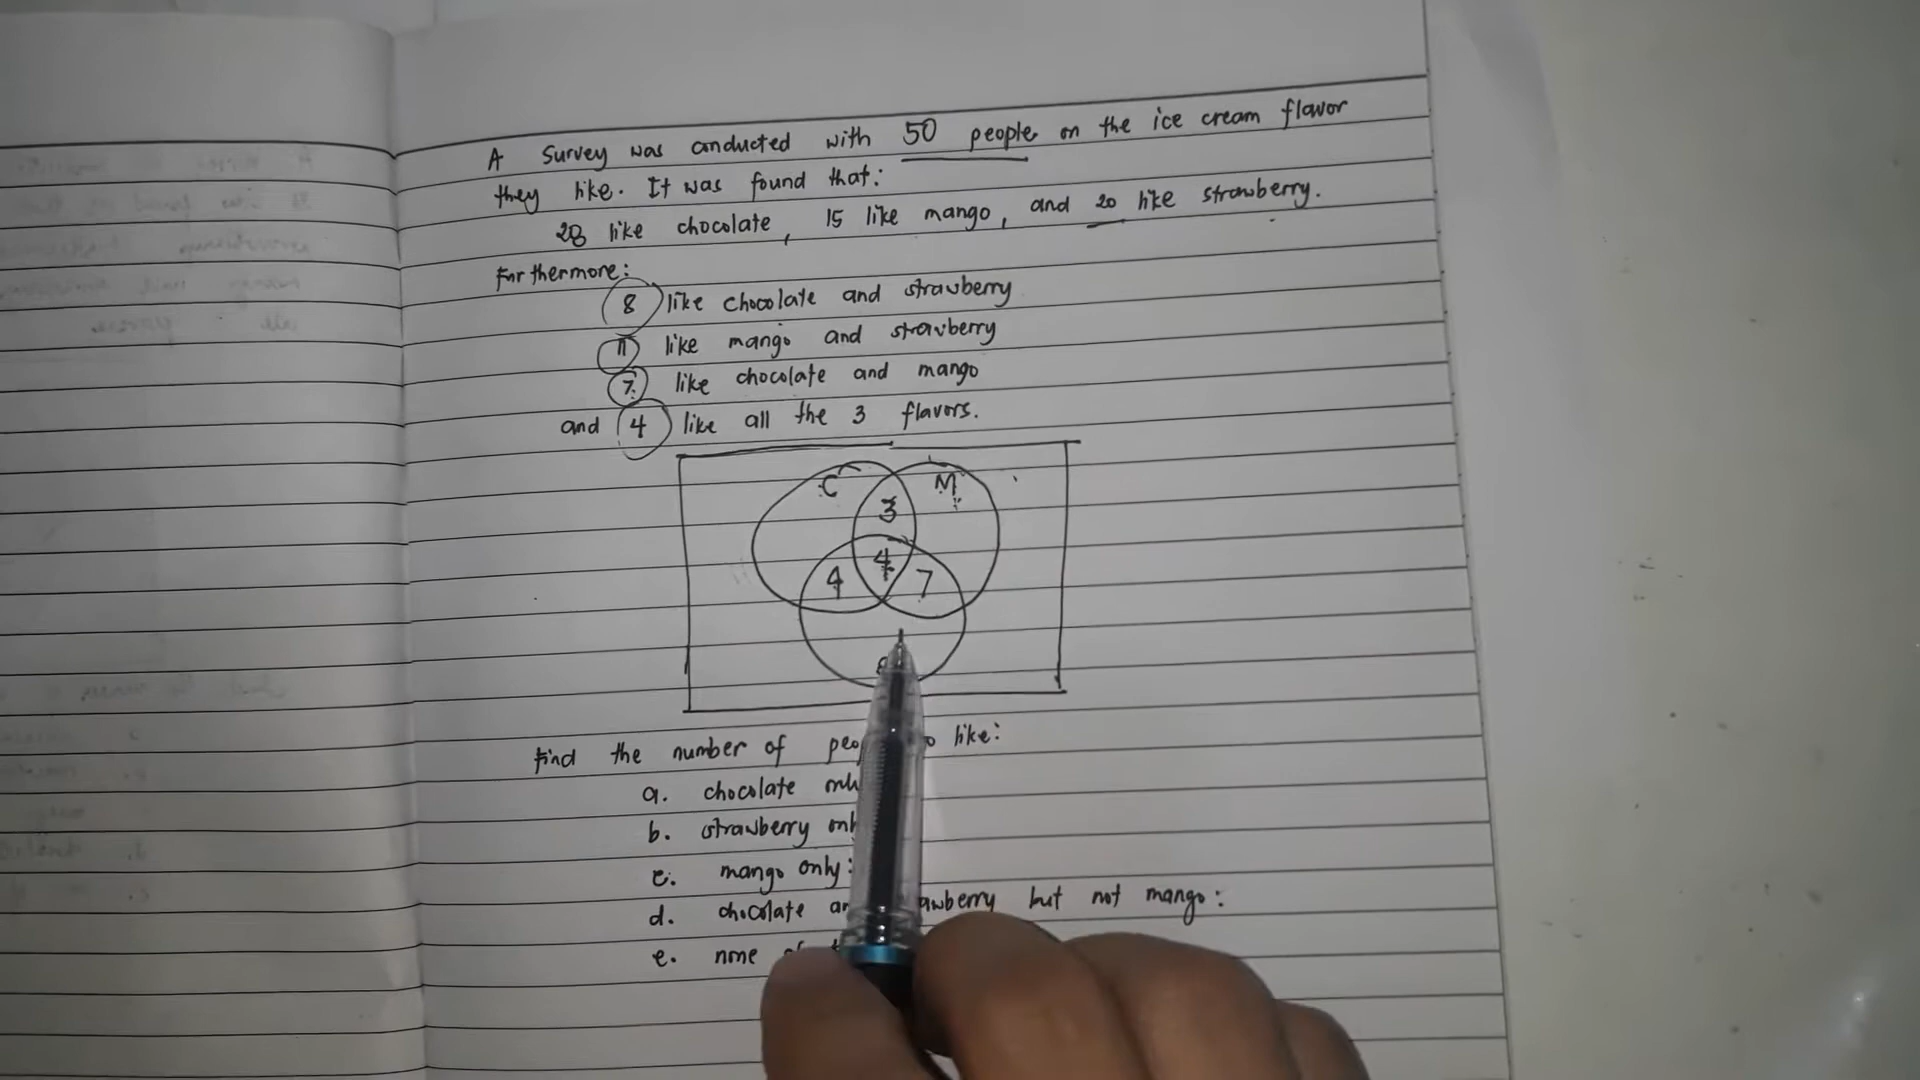 A Survey was conducted with 50 people on the ice cream flavor
they like. It was found that:
28 like chocolate, 15 like mango, and 20 like strawberry.
Furthermore:
8 like chocolate and strawberry
11 like mango and strawberry
7 like chocolate and mango
and 4 like all the 3 flavors.
C M
3
4 4 7
Find the number of like:
a. chocolate
b. strawberry
c. mango only:
d. chocolate but not mango:
e. none